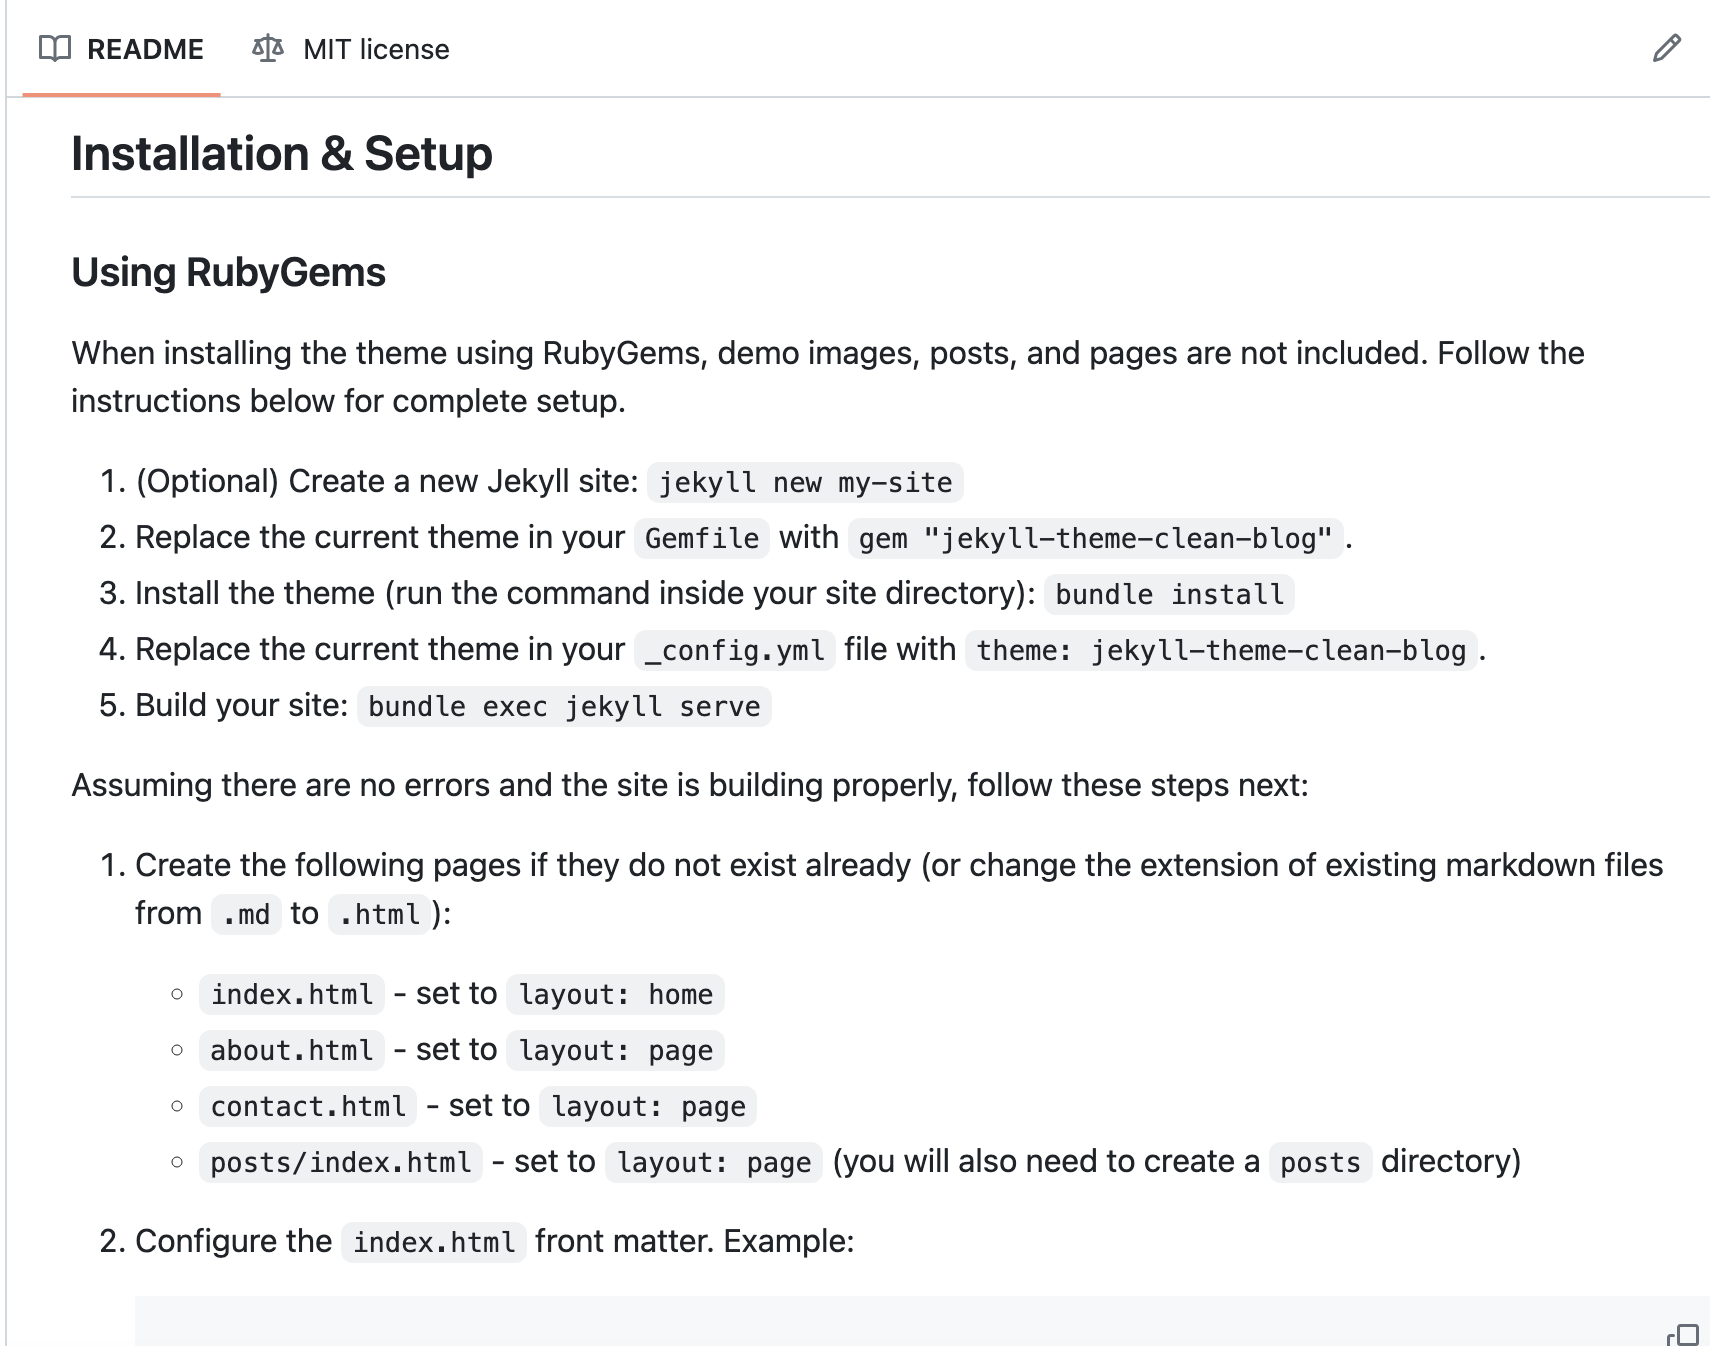 README MIT license
Installation & Setup
Using RubyGems
When installing the theme using RubyGems, demo images, posts, and pages are not included. Follow the
instructions below for complete setup.
1. (Optional) Create a new Jekyll site: jekyll new my-site
2. Replace the current theme in your Gemfile with gem "jekyll-theme-clean-blog".
3. Install the theme (run the command inside your site directory): bundle install
4. Replace the current theme in your _config.yml file with theme: jekyll-theme-clean-blog.
5. Build your site: bundle exec jekyll serve
Assuming there are no errors and the site is building properly, follow these steps next:
1. Create the following pages if they do not exist already (or change the extension of existing markdown files
from .md to .html):
◦ index.html - set to layout: home
◦ about.html - set to layout: page
◦ contact.html - set to layout: page
◦ posts/index.html - set to layout: page (you will also need to create a posts directory)
2. Configure the index.html front matter. Example: